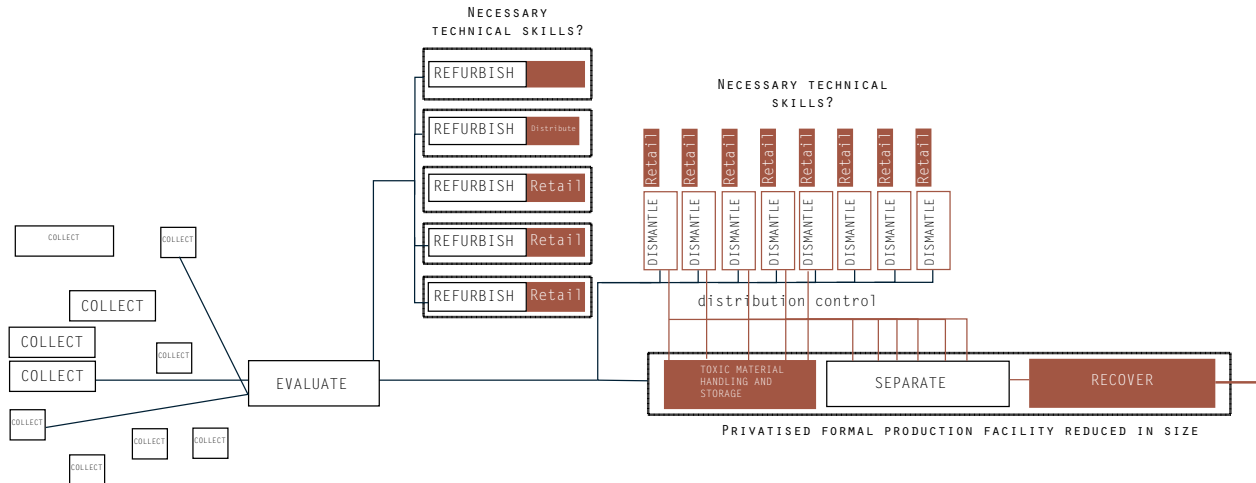 Necessary
technical skills?
REFURBISH
REFURBISH Distribute
REFURBISH Retail
REFURBISH Retail
REFURBISH Retail
Necessary technical
skills?
Retail Retail Retail Retail Retail Retail Retail Retail
DISMANTLE DISMANTLE DISMANTLE DISMANTLE DISMANTLE DISMANTLE DISMANTLE DISMANTLE
distribution control
COLLECT
COLLECT
COLLECT
COLLECT
COLLECT
COLLECT
COLLECT
COLLECT
COLLECT
COLLECT
EVALUATE
TOXIC MATERIAL
HANDLING AND
STORAGE
SEPARATE
RECOVER
Privatised formal production facility reduced in size